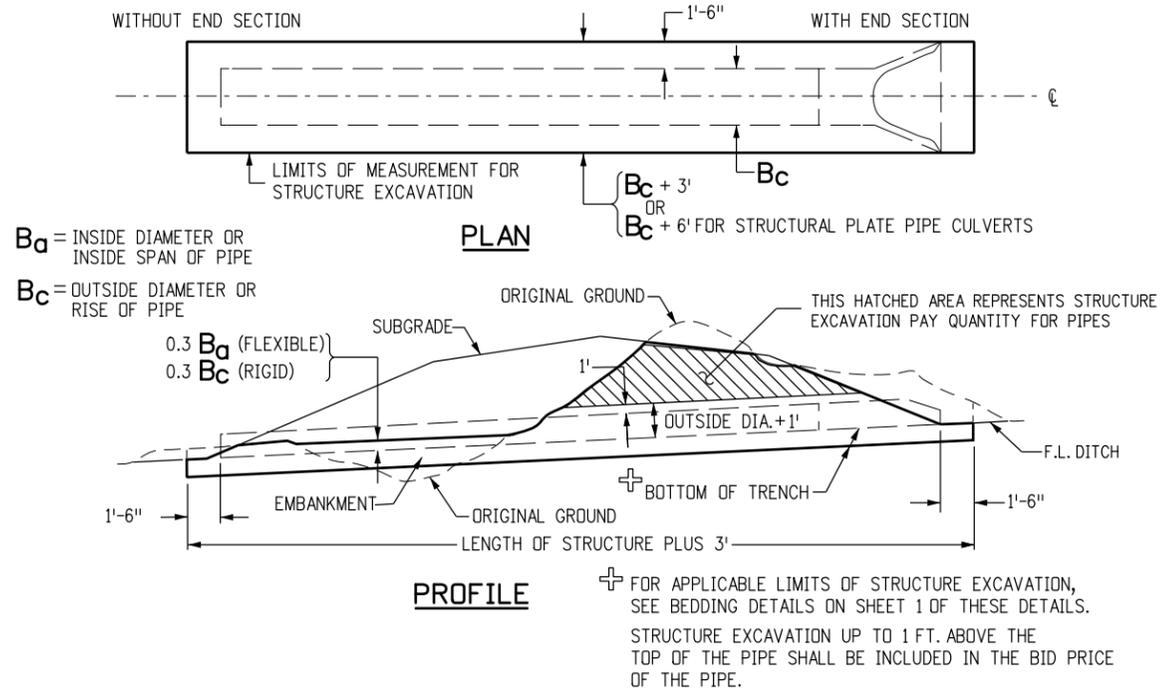 WITHOUT END SECTION
1'-6"
WITH END SECTION
℄
LIMITS OF MEASUREMENT FOR
STRUCTURE EXCAVATION
Bc
Bc + 3'
OR
Bc + 6' FOR STRUCTURAL PLATE PIPE CULVERTS
PLAN
Ba = INSIDE DIAMETER OR
INSIDE SPAN OF PIPE
Bc = OUTSIDE DIAMETER OR
RISE OF PIPE
ORIGINAL GROUND
THIS HATCHED AREA REPRESENTS STRUCTURE
EXCAVATION PAY QUANTITY FOR PIPES
SUBGRADE
0.3 Ba (FLEXIBLE)
0.3 Bc (RIGID)
1'
OUTSIDE DIA.+1'
F.L. DITCH
BOTTOM OF TRENCH
EMBANKMENT
ORIGINAL GROUND
1'-6"
1'-6"
LENGTH OF STRUCTURE PLUS 3'
PROFILE
FOR APPLICABLE LIMITS OF STRUCTURE EXCAVATION,
SEE BEDDING DETAILS ON SHEET 1 OF THESE DETAILS.
STRUCTURE EXCAVATION UP TO 1 FT. ABOVE THE
TOP OF THE PIPE SHALL BE INCLUDED IN THE BID PRICE
OF THE PIPE.